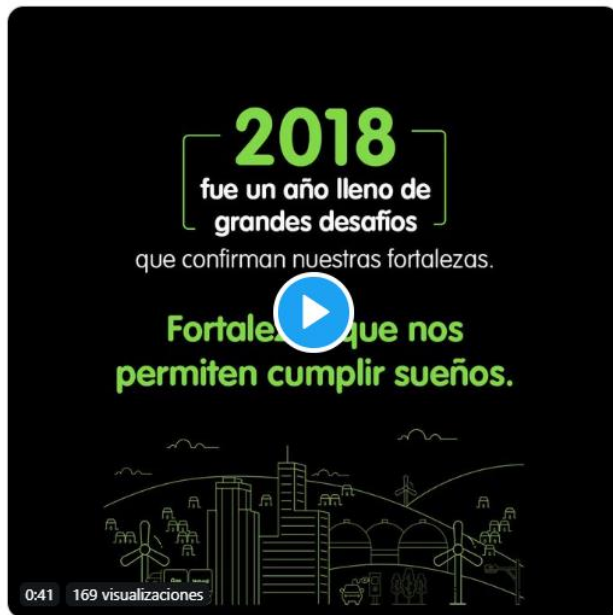 2018
fue un año lleno de
grandes desafíos
que confirman nuestras fortalezas.
que nos
permiten cumplir sueños.
0:41 169 visualizaciones